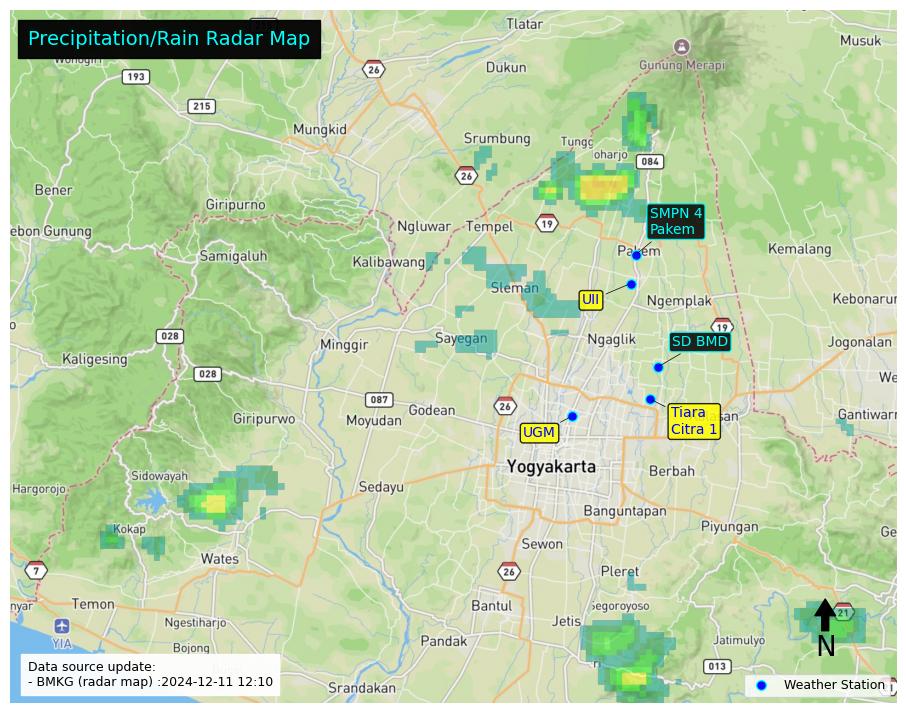 Precipitation/Rain Radar Map
Tlatar
Musuk
193
26
Dukun
Gunung Merapi
215
Mungkid
Srumbung
Tungg
oharjo
084
26
Bener
Giripurno
SMPN 4
Pakem
ebon Gunung
Ngluwar
Tempel
19
Samigaluh
Kalibawang
Pakem
Kemalang
Sleman
UII
Ngemplak
Kebonarur
028
Minggir
Sayegan
Ngaglik
SD BMD
19
Jogonalan
Kaligesing
028
We
087
Godean
26
Giripurwo
Moyudan
UGM
Tiara
Citra 1
san
Gantiwarn
Yogyakarta
Hargorojo
Sidowayah
Sedayu
Berbah
Banguntapan
Kokap
Piyungan
Ge
Wates
Sewon
7
26
Pleret
nyar
Temon
Bantul
Segoroyoso
21
Ngestiharjo
Jetis
YIA
Bojong
Pandak
Jatimulyo
N
013
Data source update:
- BMKG (radar map) :2024-12-11 12:10
Srandakan
Weather Station